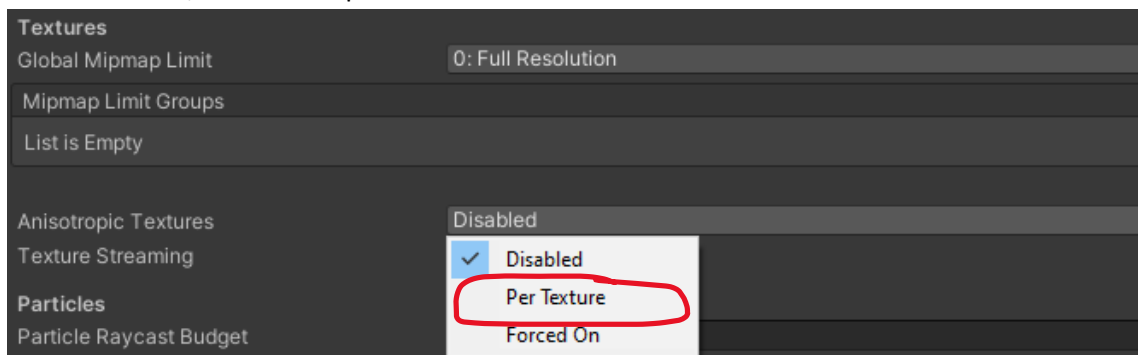 Textures
Global Mipmap Limit 0: Full Resolution
Mipmap Limit Groups
List is Empty
Anisotropic Textures Disabled
Texture Streaming Disabled
Per Texture
Particles
Particle Raycast Budget Forced On